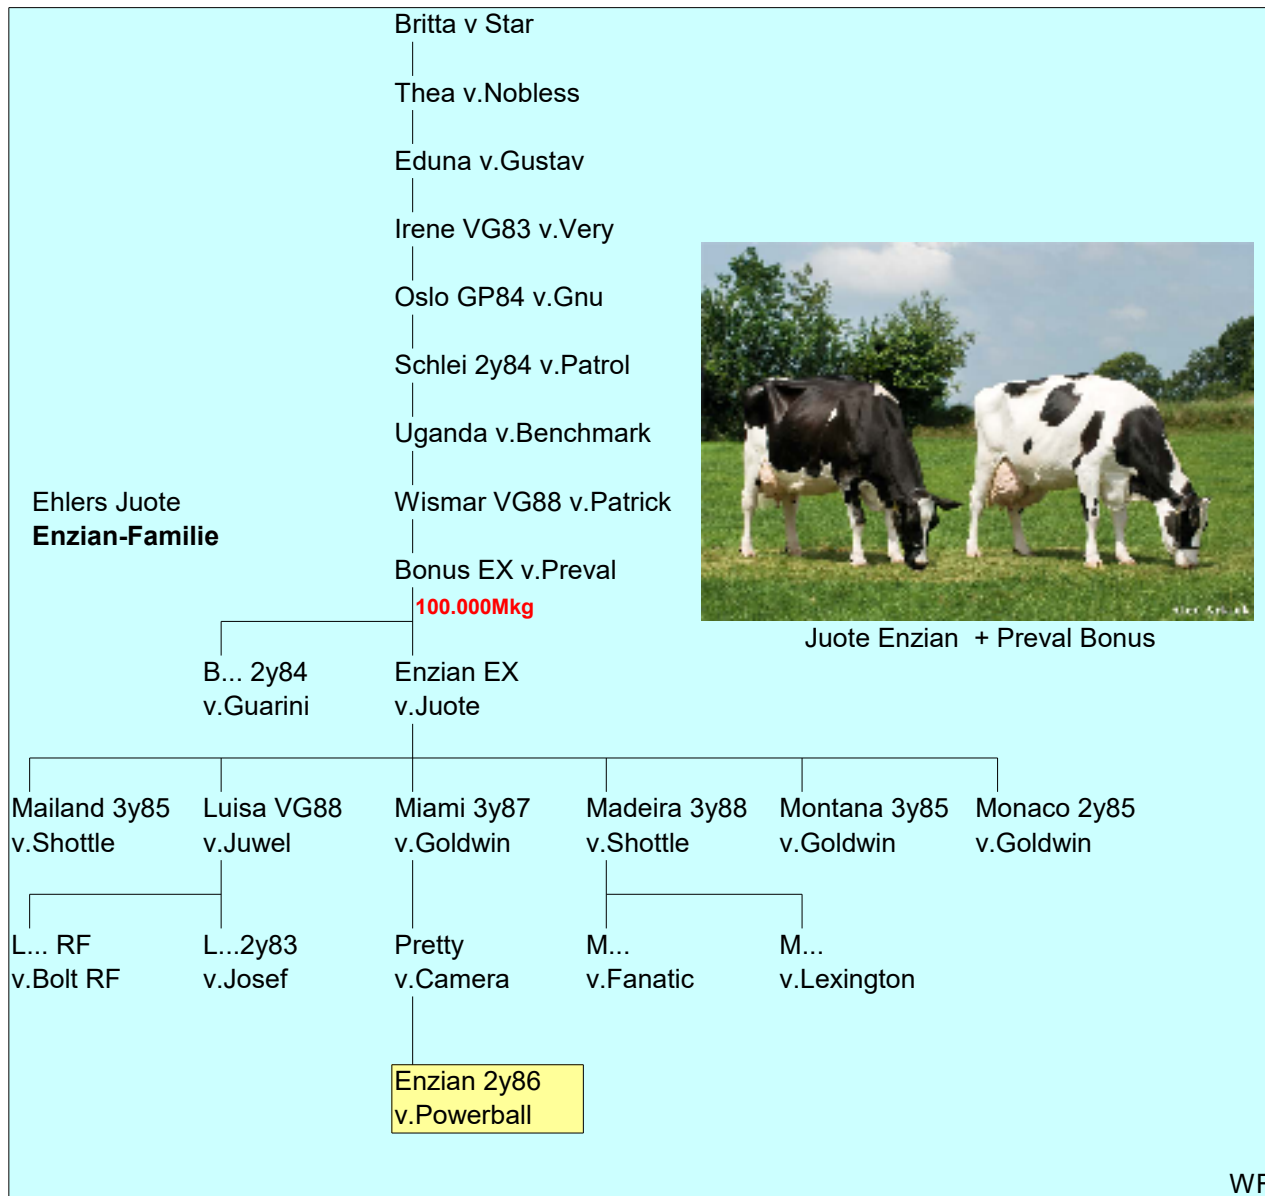 Britta v Star
Thea v.Nobless
Eduna v.Gustav
Irene VG83 v.Very
Oslo GP84 v.Gnu
Schlei 2y84 v.Patrol
Uganda v.Benchmark
Ehlers Juote
Enzian-Familie
Wismar VG88 v.Patrick
Bonus EX v.Preval
100.000Mkg
Juote Enzian + Preval Bonus
B... 2y84
v.Guarini
Enzian EX
v.Juote
Mailand 3y85
v.Shottle
Luisa VG88
v.Juwel
Miami 3y87
v.Goldwin
Madeira 3y88
v.Shottle
Montana 3y85
v.Goldwin
Monaco 2y85
v.Goldwin
L... RF
v.Bolt RF
L...2y83
v.Josef
Pretty
v.Camera
M...
v.Fanatic
M...
v.Lexington
Enzian 2y86
v.Powerball